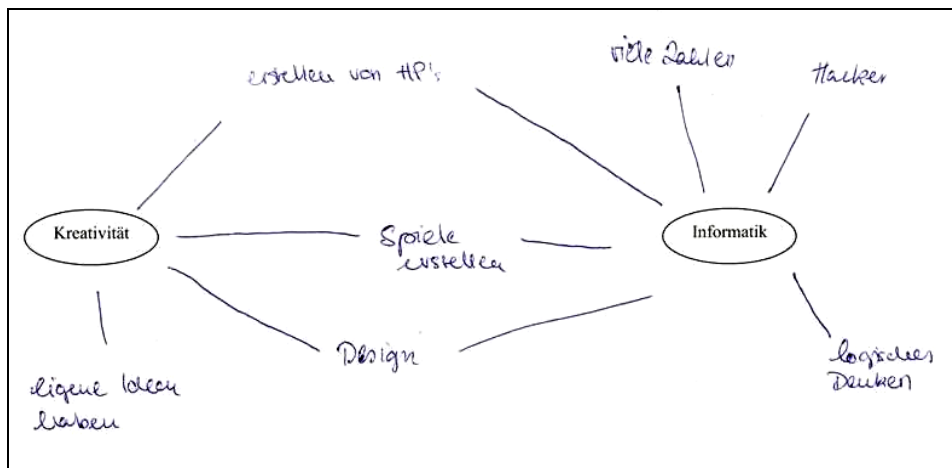 erstellen von HP's
viele Zahlen
Hacker
Kreativität
Spiele
erstellen
Informatik
Design
eigene Ideen
haben
logisches
Denken